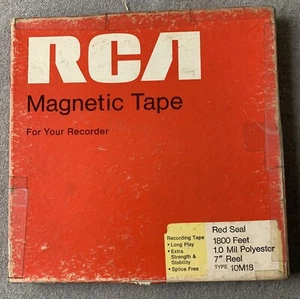 RCA
Magnetic Tape
For Your Recorder
Recording Tape
• Long Play
• Extra
Strength &
Stability
• Splice Free
Red Seal
1800 Feet
1.0 Mil Polyester
7" Reel
TYPE 10M18